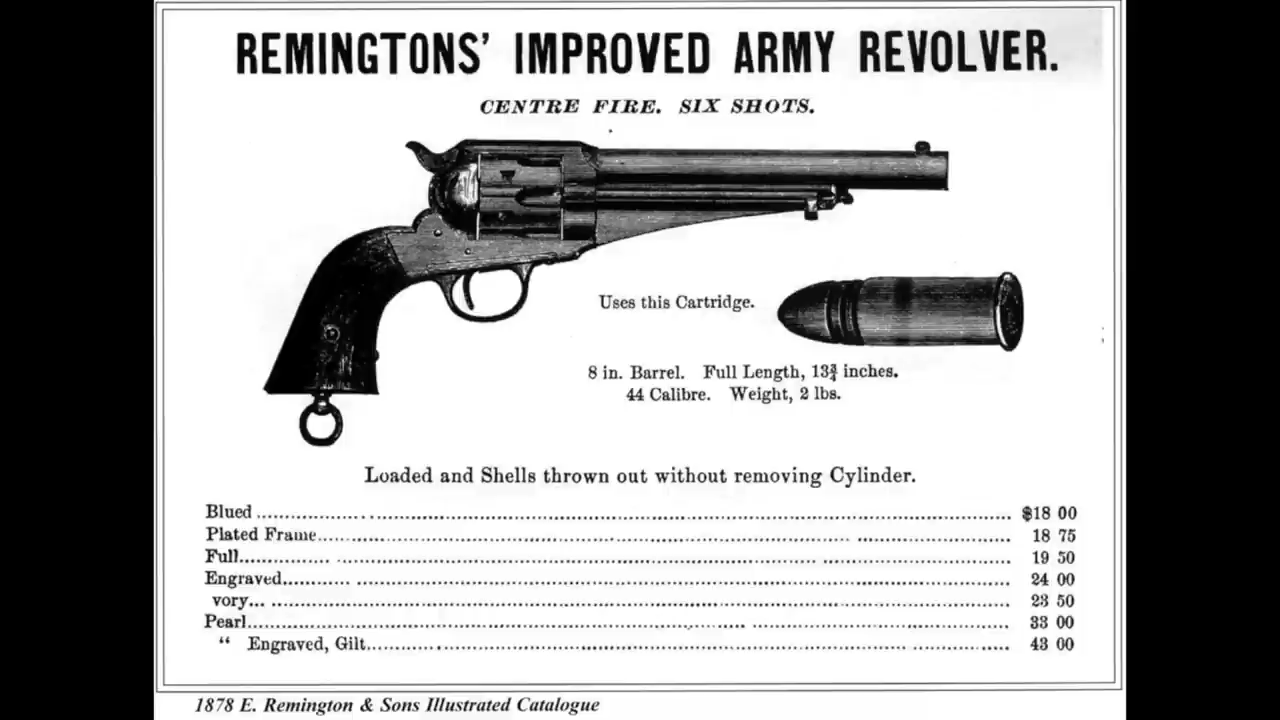 REMINGTONS' IMPROVED ARMY REVOLVER.
CENTRE FIRE. SIX SHOTS.
Uses this Cartridge.
8 in. Barrel. Full Length, 13¾ inches.
44 Calibre. Weight, 2 lbs.
Loaded and Shells thrown out without removing Cylinder.
Blued ........ $18 00
Plated Frame ........ 18 75
Full ........ 19 50
Engraved ........ 24 00
vory ........ 23 50
Pearl ........ 33 00
“ Engraved, Gilt ........ 43 00
1878 E. Remington & Sons Illustrated Catalogue